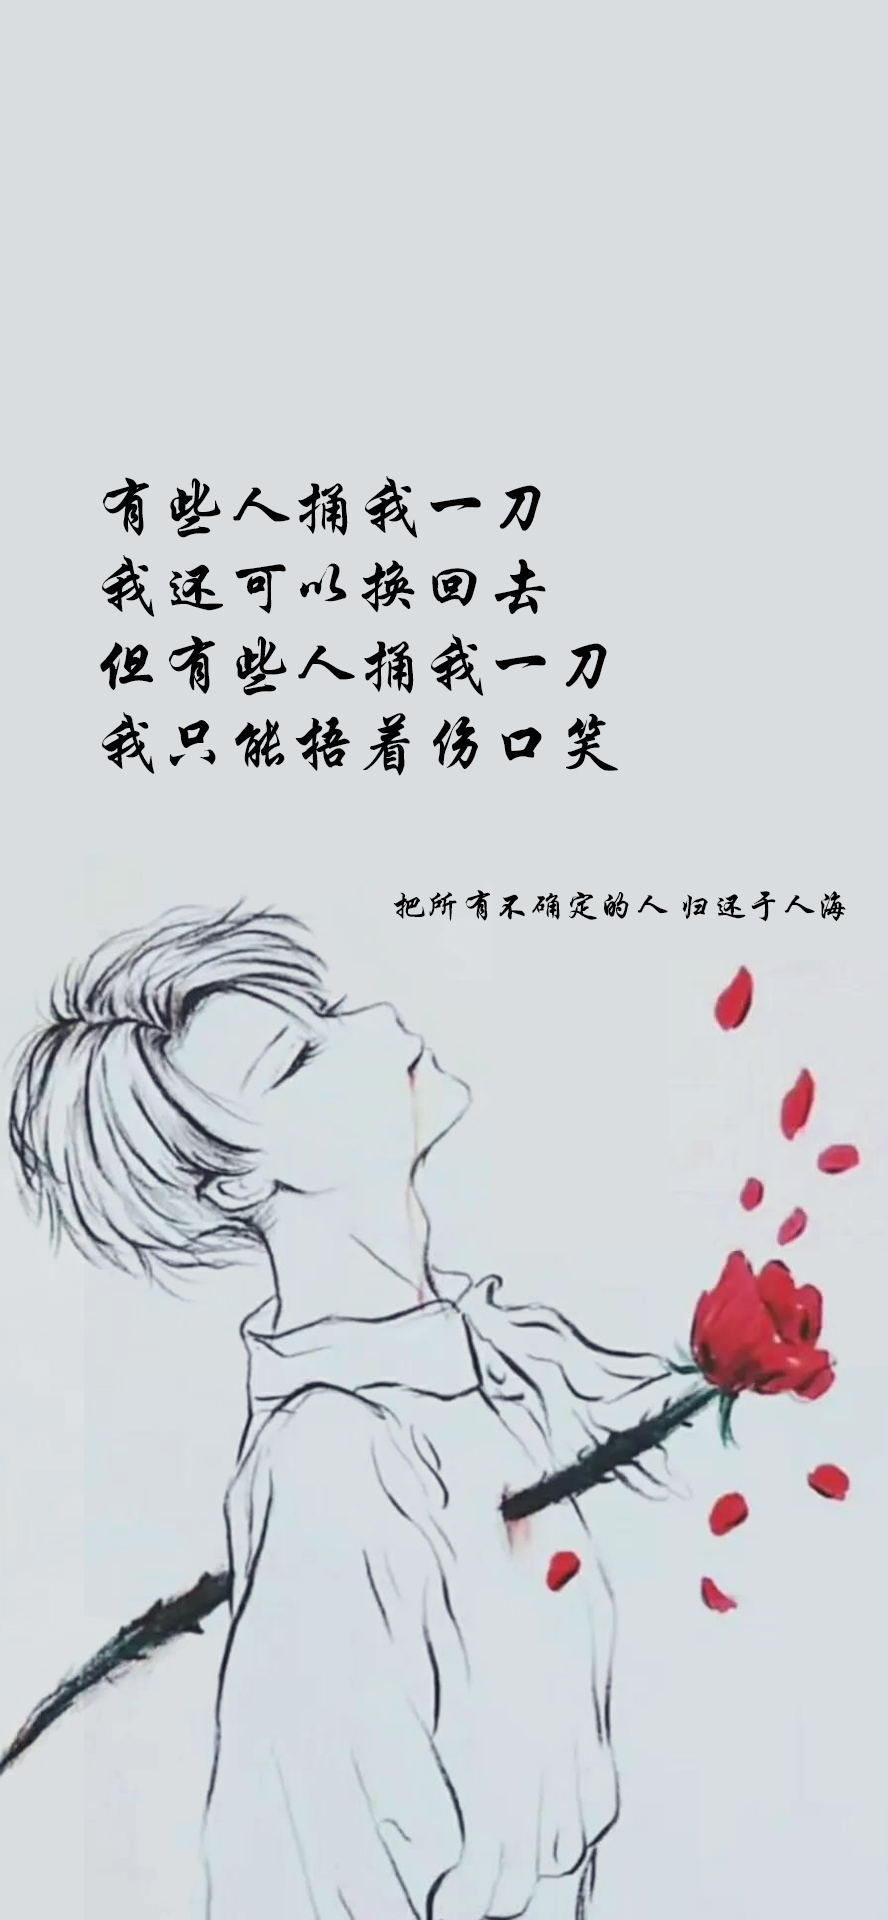 有些人捅我一刀
我还可以换回去
但有些人捅我一刀
我只能捂着伤口笑
把所有不确定的人 归还于人海